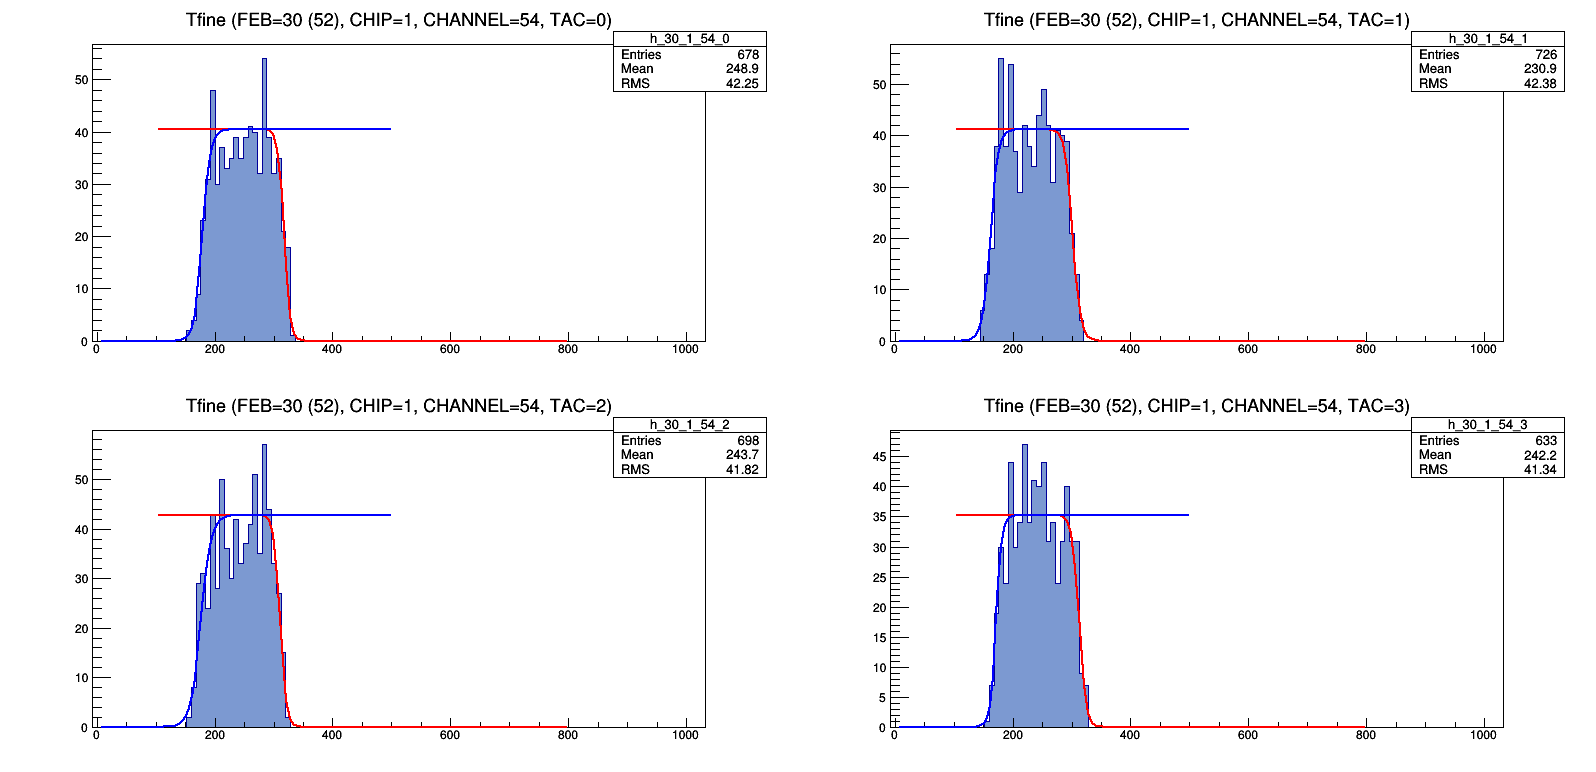 Tfine (FEB=30 (52), CHIP=1, CHANNEL=54, TAC=0)
h_30_1_54_0
Entries 678
Mean 248.9
RMS 42.25
50
40
30
20
10
0
0 200 400 600 800 1000
Tfine (FEB=30 (52), CHIP=1, CHANNEL=54, TAC=1)
h_30_1_54_1
Entries 726
Mean 230.9
RMS 42.38
50
40
30
20
10
0
0 200 400 600 800 1000
Tfine (FEB=30 (52), CHIP=1, CHANNEL=54, TAC=2)
h_30_1_54_2
Entries 698
Mean 243.7
RMS 41.82
50
40
30
20
10
0
0 200 400 600 800 1000
Tfine (FEB=30 (52), CHIP=1, CHANNEL=54, TAC=3)
h_30_1_54_3
Entries 633
Mean 242.2
RMS 41.34
45
40
35
30
25
20
15
10
5
0
0 200 400 600 800 1000